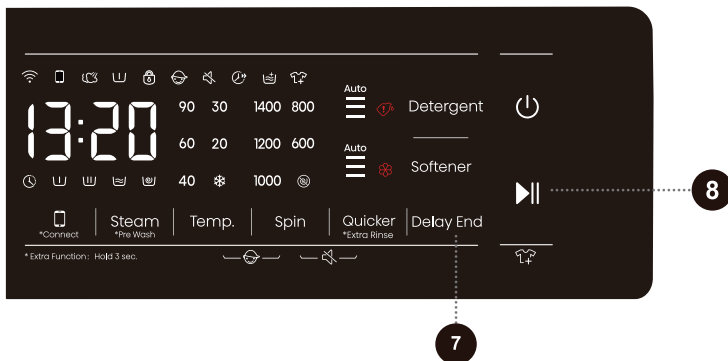 Auto
13:20
90 30 1400 800
Detergent
60 20 1200 600
Auto
Softener
40 1000
8
Steam Temp. Spin Quicker Delay End
*Connect *Pre Wash *Extra Rinse
* Extra Function: Hold 3 sec.
7